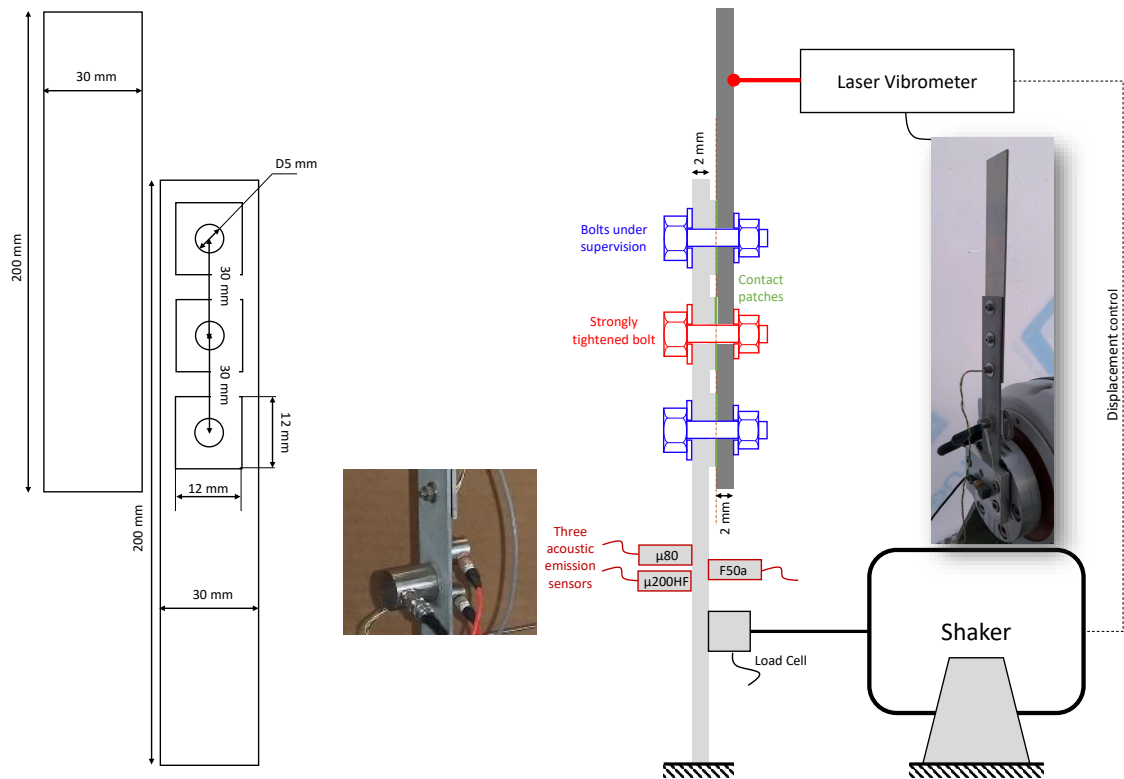 30 mm
200 mm
D5 mm
30 mm
30 mm
12 mm
12 mm
200 mm
30 mm
2 mm
Bolts under
supervision
Contact
patches
Strongly
tightened bolt
2 mm
Three
acoustic
emission
sensors
µ80
µ200HF
F50a
Load Cell
Laser Vibrometer
Displacement control
Shaker